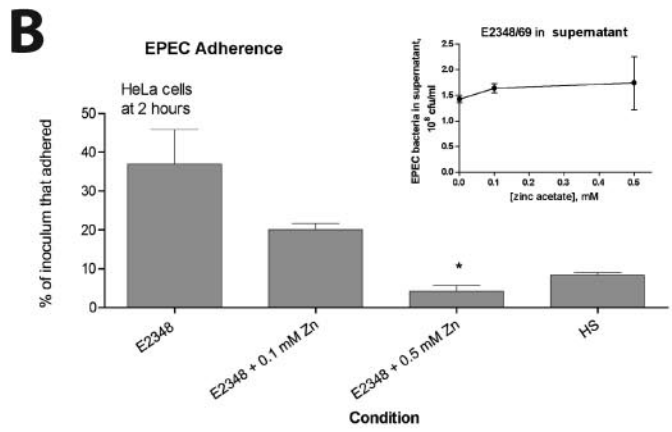 B
EPEC Adherence
HeLa cells
at 2 hours
% of inoculum that adhered
50
40
30
20
10
0
*
E2348
E2348 + 0.1 mM Zn
E2348 + 0.5 mM Zn
HS
Condition
E2348/69 in supernatant
EPEC bacteria in supernatant,
10⁸ cfu/ml
2.5
2.0
1.5
1.0
0.5
0.0
0.0 0.1 0.2 0.3 0.4 0.5
[zinc acetate], mM